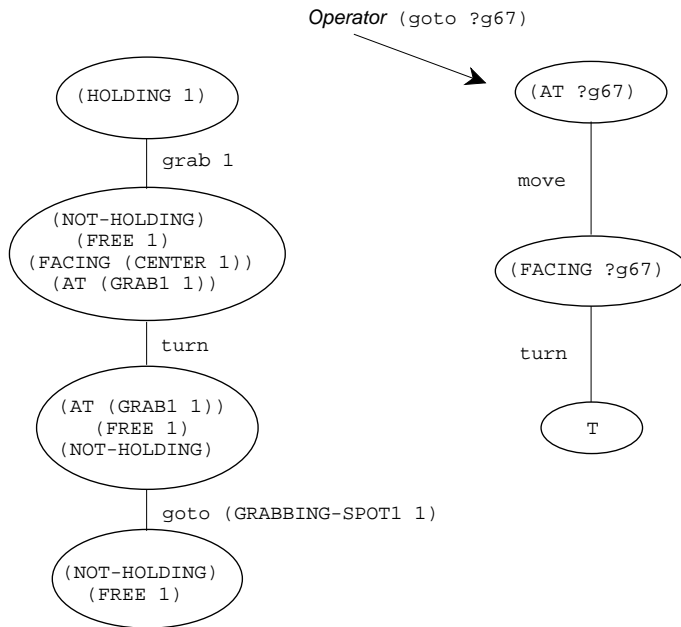 Operator (goto ?g67)
(HOLDING 1)
grab 1
(NOT-HOLDING)
(FREE 1)
(FACING (CENTER 1))
(AT (GRAB1 1))
turn
(AT (GRAB1 1))
(FREE 1)
(NOT-HOLDING)
goto (GRABBING-SPOT1 1)
(NOT-HOLDING)
(FREE 1)
(AT ?g67)
move
(FACING ?g67)
turn
T